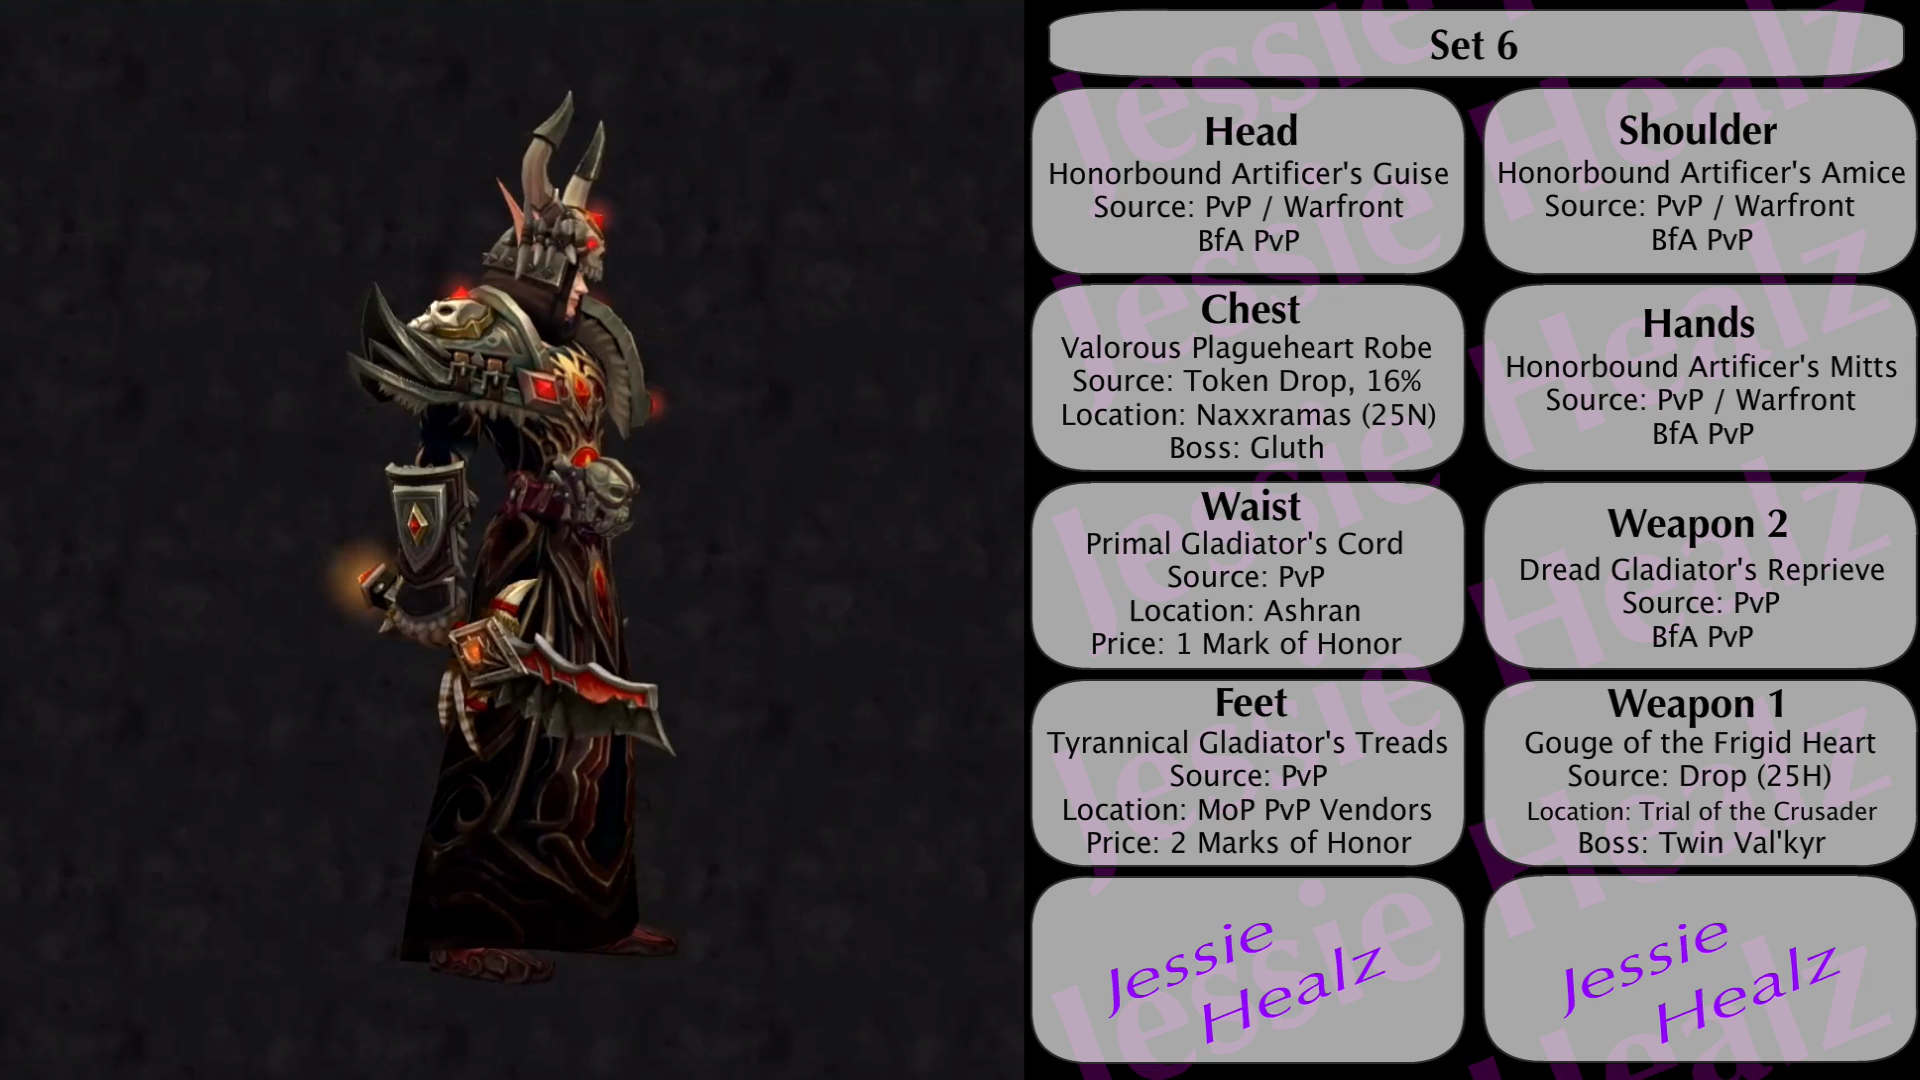 Set 6
Head
Honorbound Artificer's Guise
Source: PvP / Warfront
BfA PvP
Shoulder
Honorbound Artificer's Amice
Source: PvP / Warfront
BfA PvP
Chest
Valorous Plagueheart Robe
Source: Token Drop, 16%
Location: Naxxramas (25N)
Boss: Gluth
Hands
Honorbound Artificer's Mitts
Source: PvP / Warfront
BfA PvP
Waist
Primal Gladiator's Cord
Source: PvP
Location: Ashran
Price: 1 Mark of Honor
Weapon 2
Dread Gladiator's Reprieve
Source: PvP
BfA PvP
Feet
Tyrannical Gladiator's Treads
Source: PvP
Location: MoP PvP Vendors
Price: 2 Marks of Honor
Weapon 1
Gouge of the Frigid Heart
Source: Drop (25H)
Location: Trial of the Crusader
Boss: Twin Val'kyr
Jessie
Healz
Jessie
Healz